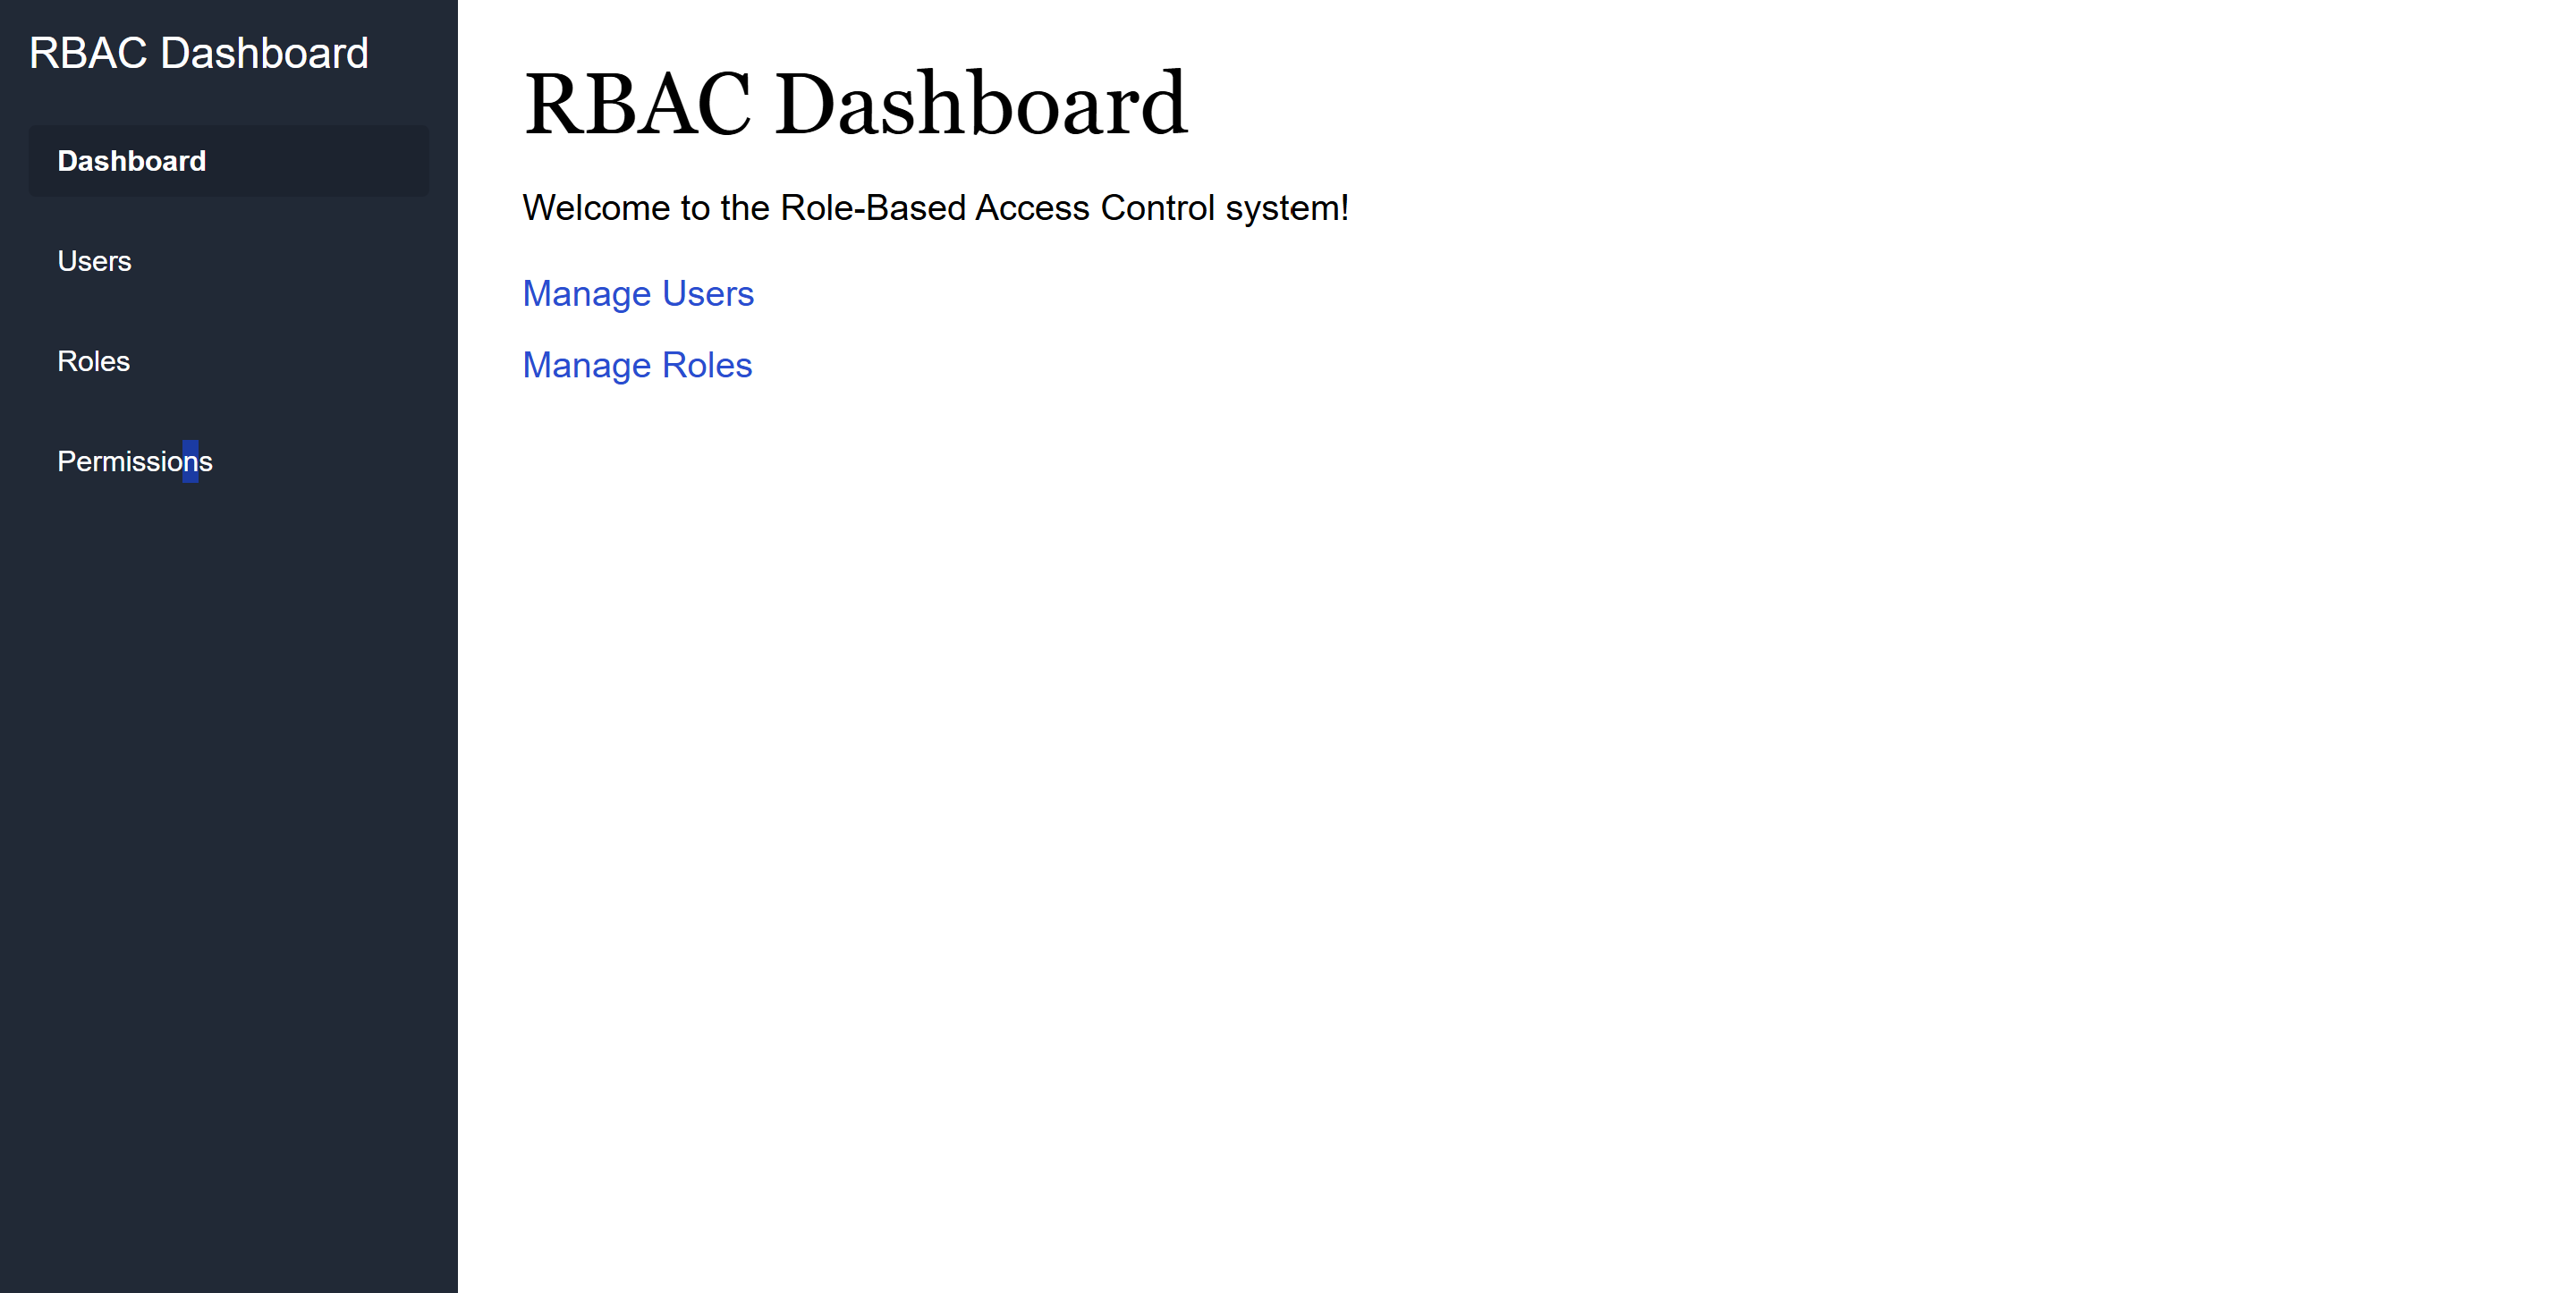 RBAC Dashboard
Dashboard
Users
Roles
Permissions
RBAC Dashboard
Welcome to the Role-Based Access Control system!
Manage Users
Manage Roles